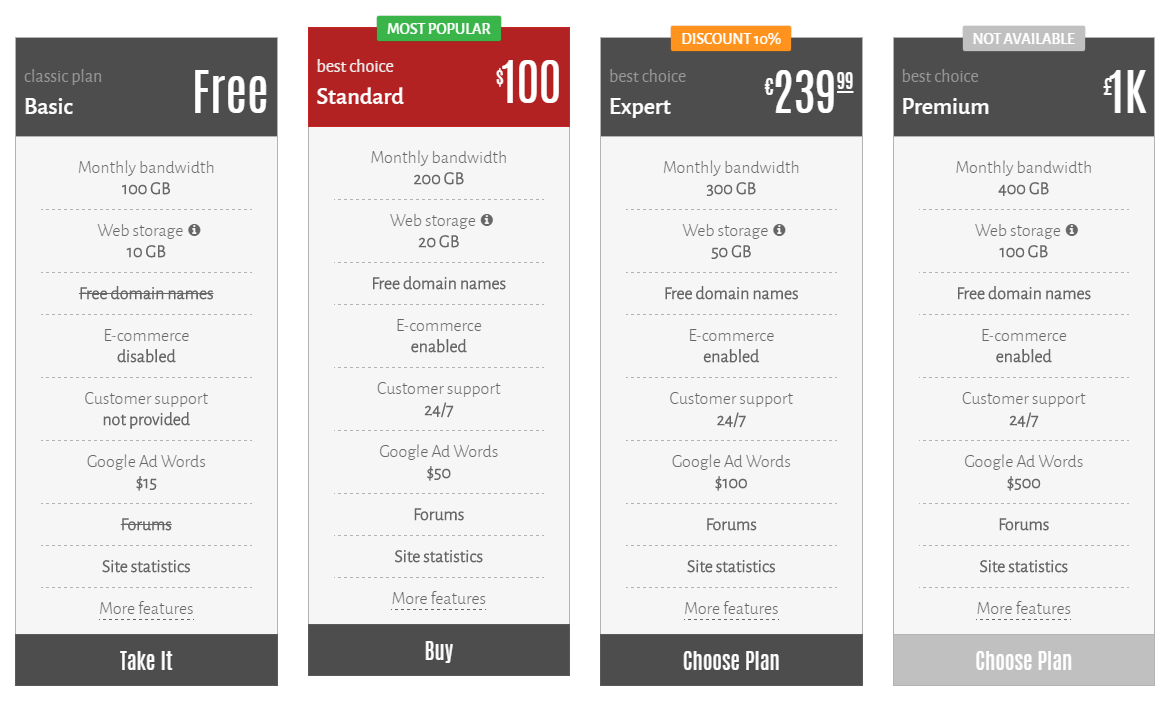 classic plan
Basic
Free
Monthly bandwidth
100 GB
Web storage
10 GB
Free domain names
E-commerce
disabled
Customer support
not provided
Google Ad Words
$15
Forums
Site statistics
More features
Take It
MOST POPULAR
best choice
Standard
$100
Monthly bandwidth
200 GB
Web storage
20 GB
Free domain names
E-commerce
enabled
Customer support
24/7
Google Ad Words
$50
Forums
Site statistics
More features
Buy
DISCOUNT 10%
best choice
Expert
€239 99
Monthly bandwidth
300 GB
Web storage
50 GB
Free domain names
E-commerce
enabled
Customer support
24/7
Google Ad Words
$100
Forums
Site statistics
More features
Choose Plan
NOT AVAILABLE
best choice
Premium
£1K
Monthly bandwidth
400 GB
Web storage
100 GB
Free domain names
E-commerce
enabled
Customer support
24/7
Google Ad Words
$500
Forums
Site statistics
More features
Choose Plan